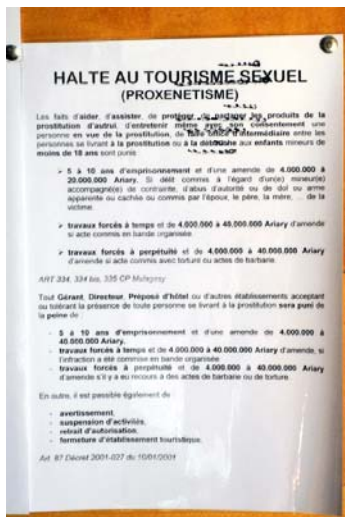 HALTE AU TOURISME SEXUEL
(PROXENETISME)
Les faits d'aider, d'assister, de protéger, de partager les produits de la
prostitution d'autrui, d'entretenir même avec son consentement une
personne en vue de la prostitution, de faire office d'intermédiaire entre les
personnes se livrant à la prostitution ou à la débauche aux enfants mineurs de
moins de 18 ans sont punis
➢ 5 à 10 ans d'emprisonnement et d'une amende de 4.000.000 à
20.000.000 Ariary. Si délit commis à l'égard d'un(e) mineur(e)
accompagné(e) de contrainte, d'abus d'autorité ou de dol ou arme
apparente ou cachée ou commis par l'époux, le père, la mère, ... de la
victime.
➢ travaux forcés à temps et de 4.000.000 à 40.000.000 Ariary d'amende
si acte commis en bande organisée
➢ travaux forcés à perpétuité et de 4.000.000 à 40.000.000 Ariary
d'amende si acte commis avec torture ou actes de barbarie.
ART 334, 334 bis, 335 CP Malagasy
Tout Gérant, Directeur, Préposé d'hôtel ou d'autres établissements acceptant
ou tolérant la présence de toute personne se livrant à la prostitution sera puni de
la peine de :
- 5 à 10 ans d'emprisonnement et d'une amende de 4.000.000 à
40.000.000 Ariary,
- travaux forcés à temps et de 4.000.000 à 40.000.000 Ariary d'amende, si
l'infraction a été commise en bande organisée
- travaux forcés à perpétuité et de 4.000.000 à 40.000.000 Ariary
d'amende s'il y a eu recours à des actes de barbarie ou de torture.
En outre, il est possible également de
- avertissement,
- suspension d'activités,
- retrait d'autorisation,
- fermeture d'établissement touristique.
Art. 87 Décret 2001-027 du 10/01/2001